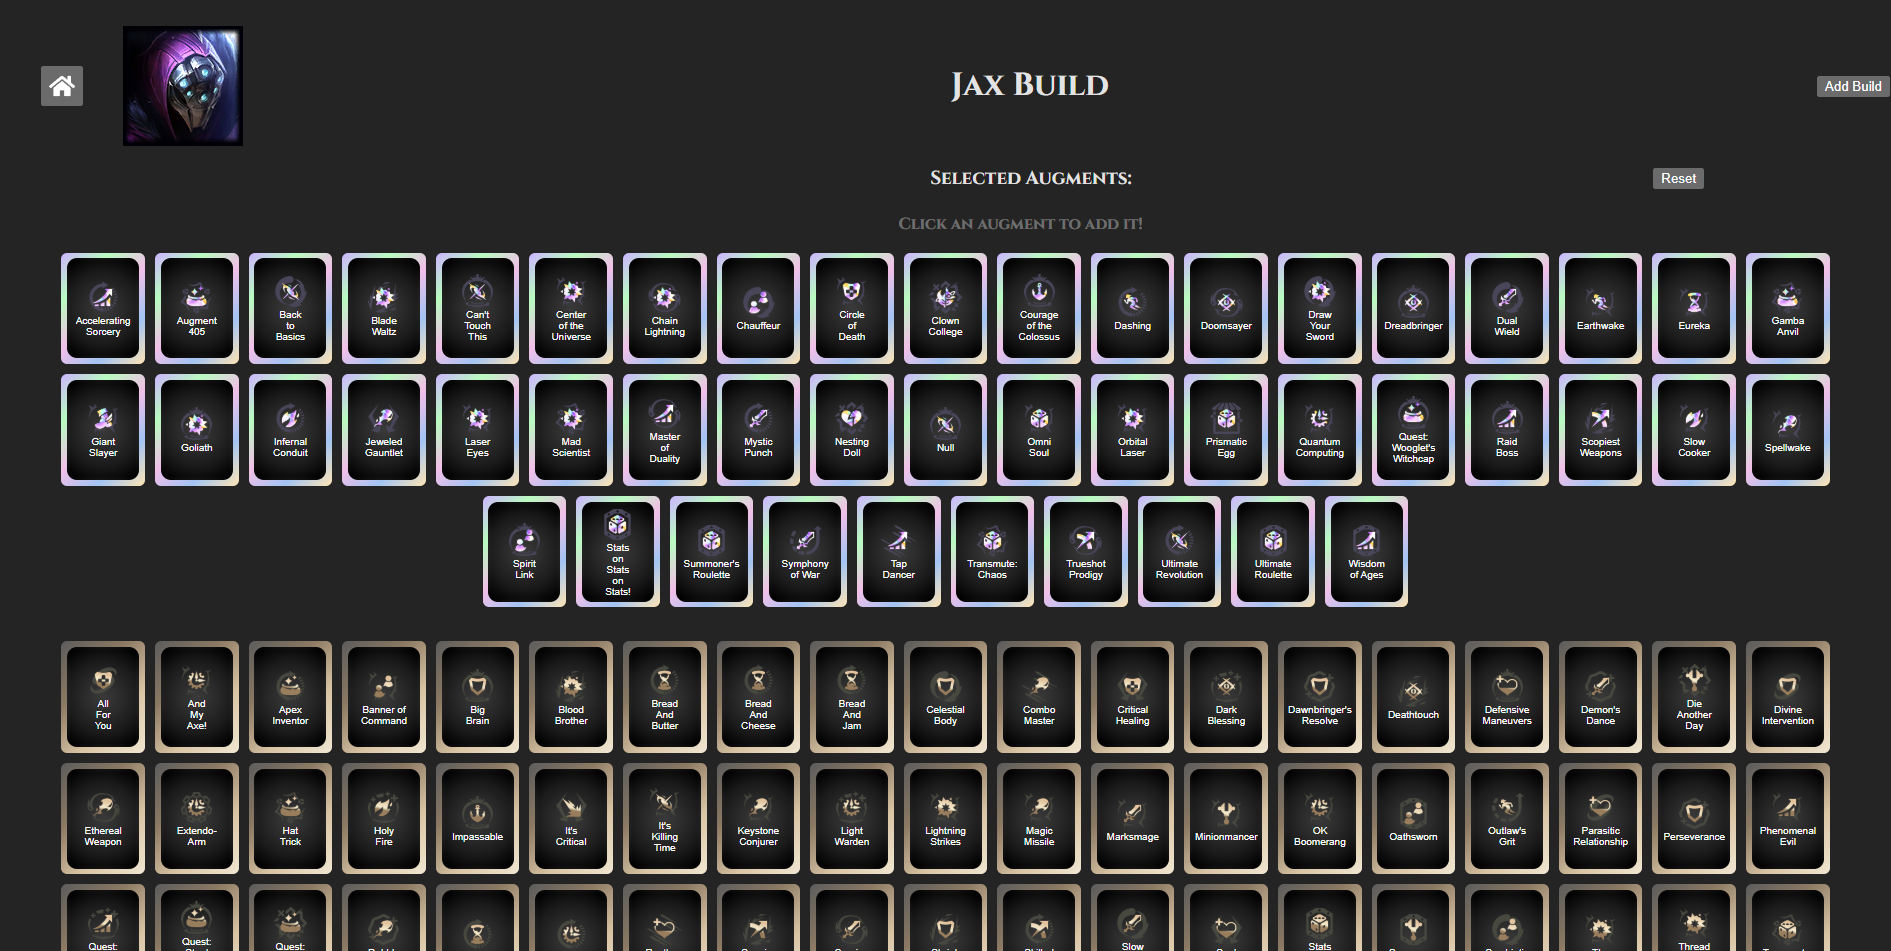 Jax Build
Add Build
Selected Augments:
Reset
Click an augment to add it!
Accelerating
Sorcery
Augment
405
Back
to
Basics
Blade
Waltz
Can't
Touch
This
Center
of the
Universe
Chain
Lightning
Chauffeur
Circle
of
Death
Clown
College
Courage
of the
Colossus
Dashing
Doomsayer
Draw
Your
Sword
Dreadbringer
Dual
Wield
Earthwake
Eureka
Gamba
Anvil
Giant
Slayer
Goliath
Infernal
Conduit
Jeweled
Gauntlet
Laser
Eyes
Mad
Scientist
Master
of
Duality
Mystic
Punch
Nesting
Doll
Null
Omni
Soul
Orbital
Laser
Prismatic
Egg
Quantum
Computing
Quest:
Wooglet's
Witchcap
Raid
Boss
Scopiest
Weapons
Slow
Cooker
Spellwake
Spirit
Link
Stats
on
Stats
on
Stats!
Summoner's
Roulette
Symphony
of War
Tap
Dancer
Transmute:
Chaos
Trueshot
Prodigy
Ultimate
Revolution
Ultimate
Roulette
Wisdom
of Ages
All
For
You
And
My
Axe!
Apex
Inventor
Banner of
Command
Big
Brain
Blood
Brother
Bread
And
Butter
Bread
And
Cheese
Bread
And
Jam
Celestial
Body
Combo
Master
Critical
Healing
Dark
Blessing
Dawnbringer's
Resolve
Deathtouch
Defensive
Maneuvers
Demon's
Dance
Die
Another
Day
Divine
Intervention
Ethereal
Weapon
Extendo-
Arm
Hat
Trick
Holy
Fire
Impassable
It's
Critical
It's
Killing
Time
Keystone
Conjurer
Light
Warden
Lightning
Strikes
Magic
Missile
Marksmage
Minionmancer
OK
Boomerang
Oathsworn
Outlaw's
Grit
Parasitic
Relationship
Perseverance
Phenomenal
Evil
Quest:
Quest:
Quest:
Slow
Stats
Thread